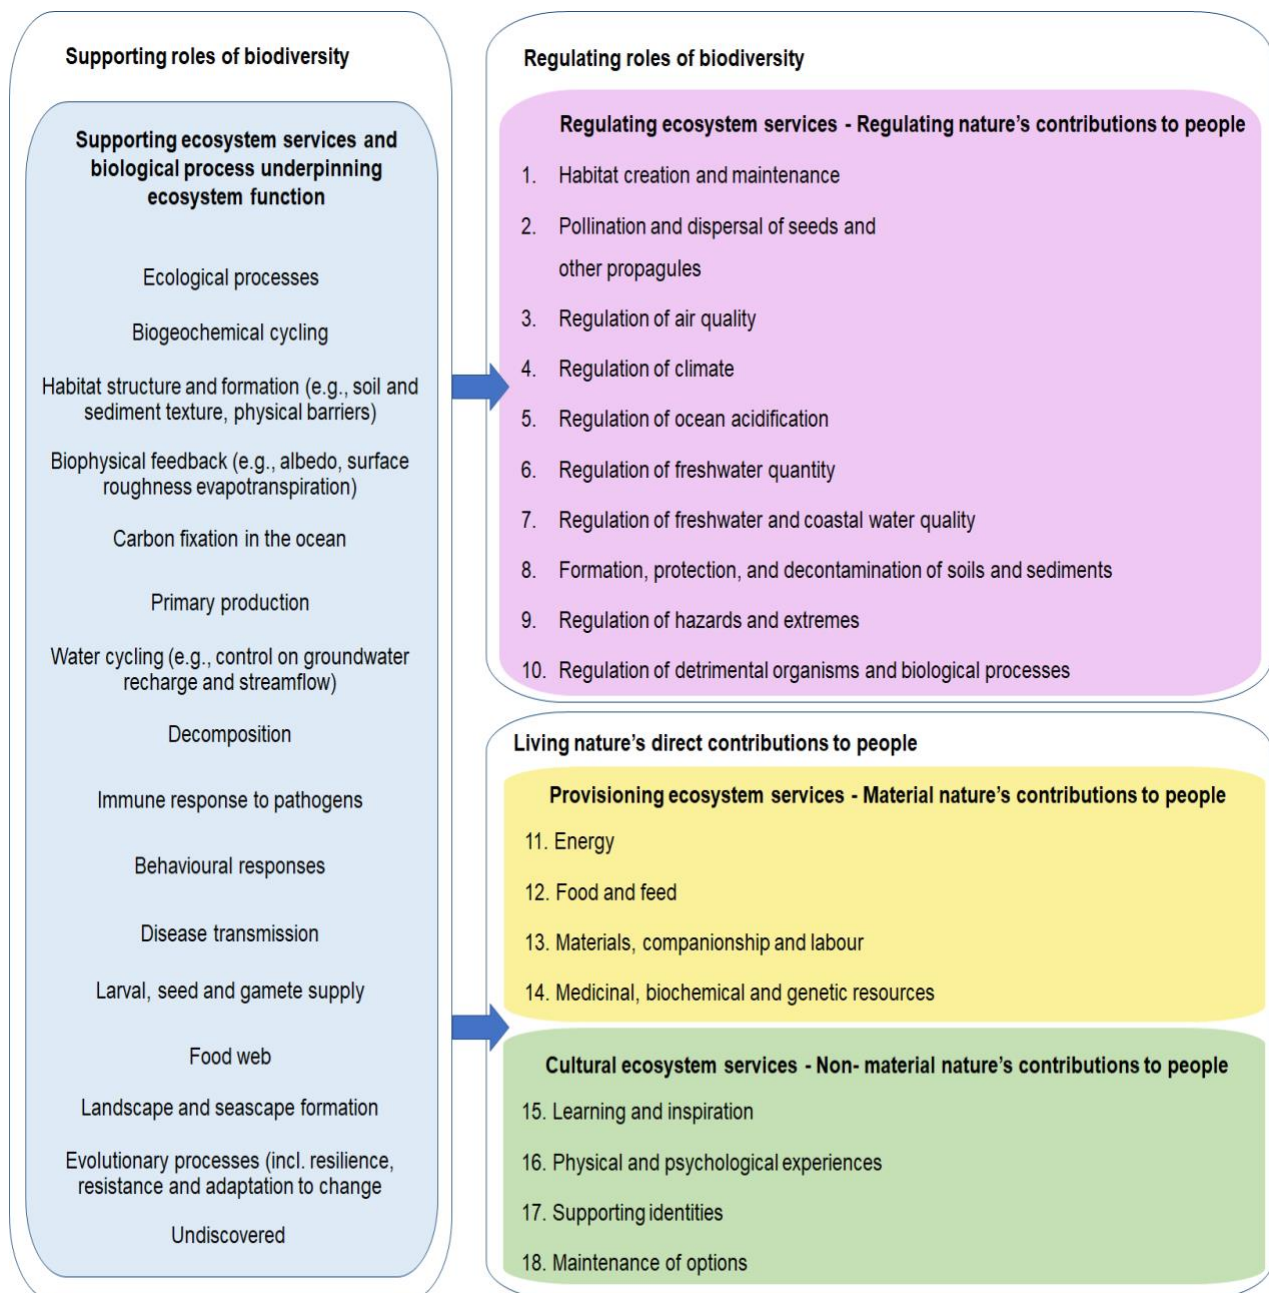 Supporting roles of biodiversity
Supporting ecosystem services and
biological process underpinning
ecosystem function
Ecological processes
Biogeochemical cycling
Habitat structure and formation (e.g., soil and
sediment texture, physical barriers)
Biophysical feedback (e.g., albedo, surface
roughness evapotranspiration)
Carbon fixation in the ocean
Primary production
Water cycling (e.g., control on groundwater
recharge and streamflow)
Decomposition
Immune response to pathogens
Behavioural responses
Disease transmission
Larval, seed and gamete supply
Food web
Landscape and seascape formation
Evolutionary processes (incl. resilience,
resistance and adaptation to change
Undiscovered
Regulating roles of biodiversity
Regulating ecosystem services - Regulating nature’s contributions to people
1. Habitat creation and maintenance
2. Pollination and dispersal of seeds and
other propagules
3. Regulation of air quality
4. Regulation of climate
5. Regulation of ocean acidification
6. Regulation of freshwater quantity
7. Regulation of freshwater and coastal water quality
8. Formation, protection, and decontamination of soils and sediments
9. Regulation of hazards and extremes
10. Regulation of detrimental organisms and biological processes
Living nature’s direct contributions to people
Provisioning ecosystem services - Material nature’s contributions to people
11. Energy
12. Food and feed
13. Materials, companionship and labour
14. Medicinal, biochemical and genetic resources
Cultural ecosystem services - Non- material nature’s contributions to people
15. Learning and inspiration
16. Physical and psychological experiences
17. Supporting identities
18. Maintenance of options